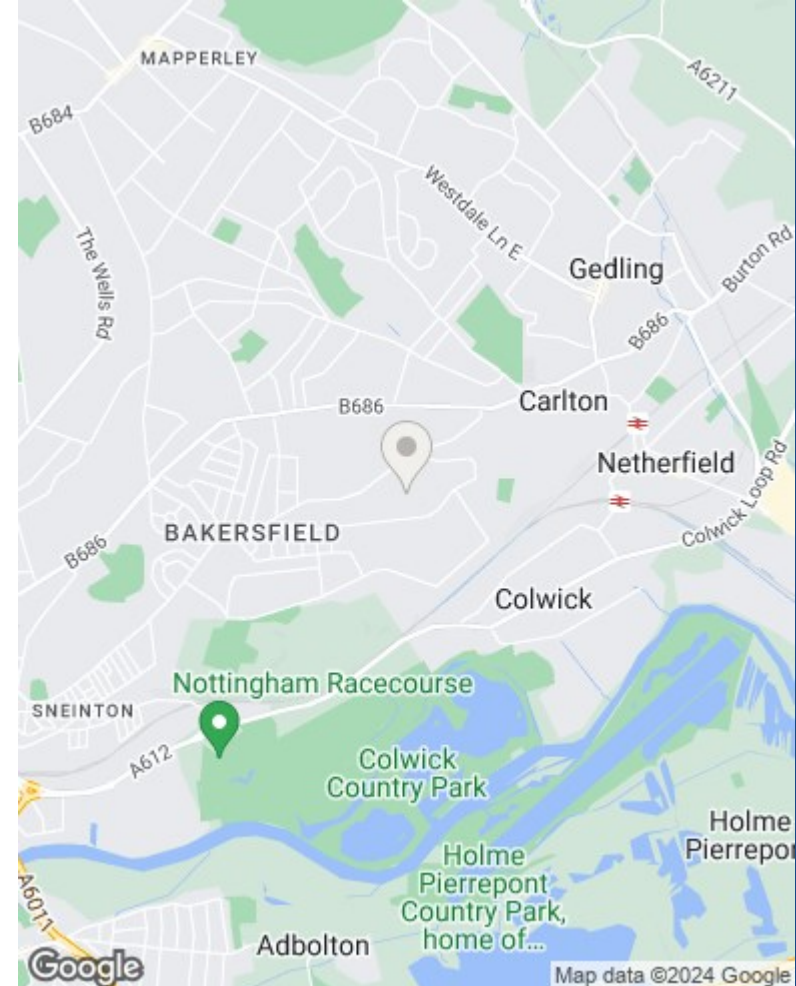 MAPPERLEY
A6211
B684
Westdale Ln E
The Wells Rd
Gedling
Burton Rd
B686
B686
Carlton
Netherfield
Colwick Loop Rd
BAKERSFIELD
B686
Colwick
Nottingham Racecourse
SNEINTON
A612
Colwick
Country Park
Holme
Pierrepor
Holme
Pierrepont
Country Park,
home of...
A6011
Adbolton
Google
Map data ©2024 Google